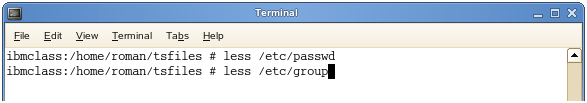 Terminal
File Edit View Terminal Tabs Help
ibmclass:/home/roman/tsfiles # less /etc/passwd
ibmclass:/home/roman/tsfiles # less /etc/group